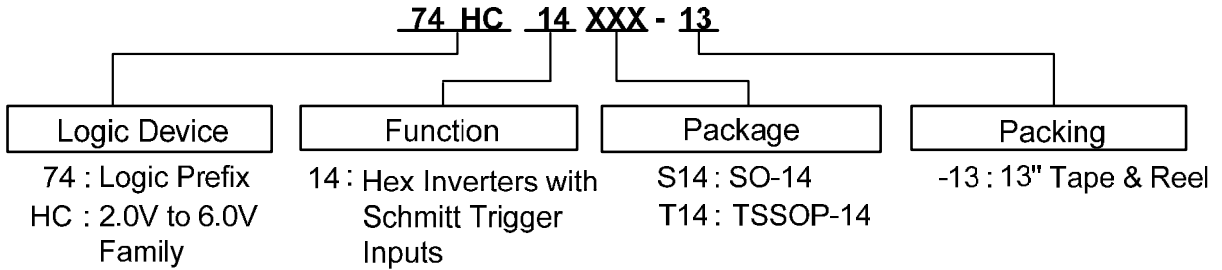 74 HC 14 XXX - 13
Logic Device
74 : Logic Prefix
HC : 2.0V to 6.0V
Family
Function
14 : Hex Inverters with
Schmitt Trigger
Inputs
Package
S14 : SO-14
T14 : TSSOP-14
Packing
-13 : 13" Tape & Reel